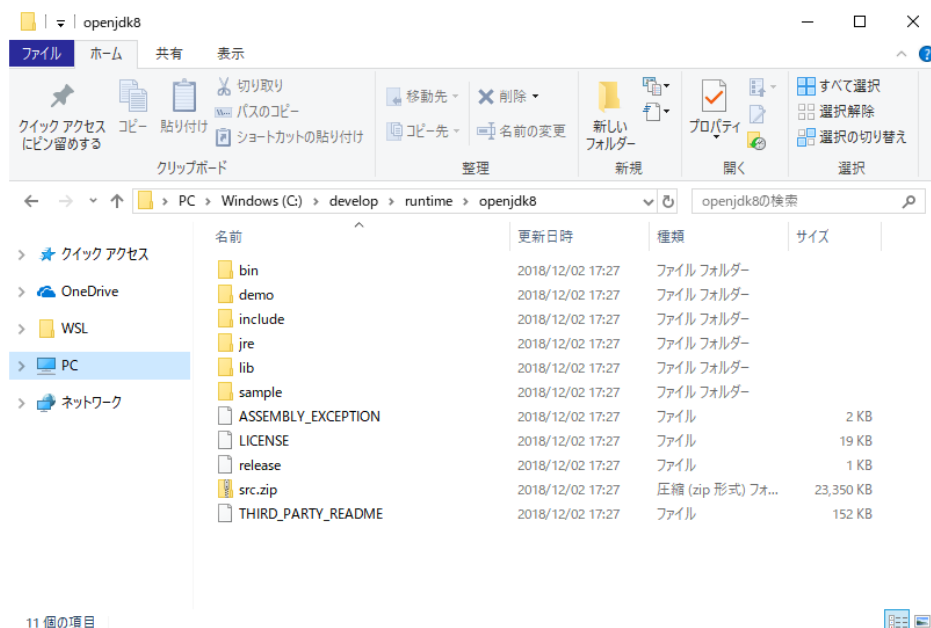 openjdk8
ファイル ホーム 共有 表示
クイック アクセス
にピン留めする
コピー
貼り付け
切り取り
パスのコピー
ショートカットの貼り付け
クリップボード
移動先
コピー先
削除
名前の変更
整理
新しい
フォルダー
新規
プロパティ
開く
すべて選択
選択解除
選択の切り替え
選択
PC Windows (C:) develop runtime openjdk8
openjdk8の検索
クイック アクセス
OneDrive
WSL
PC
ネットワーク
名前 更新日時 種類 サイズ
bin 2018/12/02 17:27 ファイル フォルダー
demo 2018/12/02 17:27 ファイル フォルダー
include 2018/12/02 17:27 ファイル フォルダー
jre 2018/12/02 17:27 ファイル フォルダー
lib 2018/12/02 17:27 ファイル フォルダー
sample 2018/12/02 17:27 ファイル フォルダー
ASSEMBLY_EXCEPTION 2018/12/02 17:27 ファイル 2 KB
LICENSE 2018/12/02 17:27 ファイル 19 KB
release 2018/12/02 17:27 ファイル 1 KB
src.zip 2018/12/02 17:27 圧縮 (zip 形式) フォ... 23,350 KB
THIRD_PARTY_README 2018/12/02 17:27 ファイル 152 KB
11 個の項目